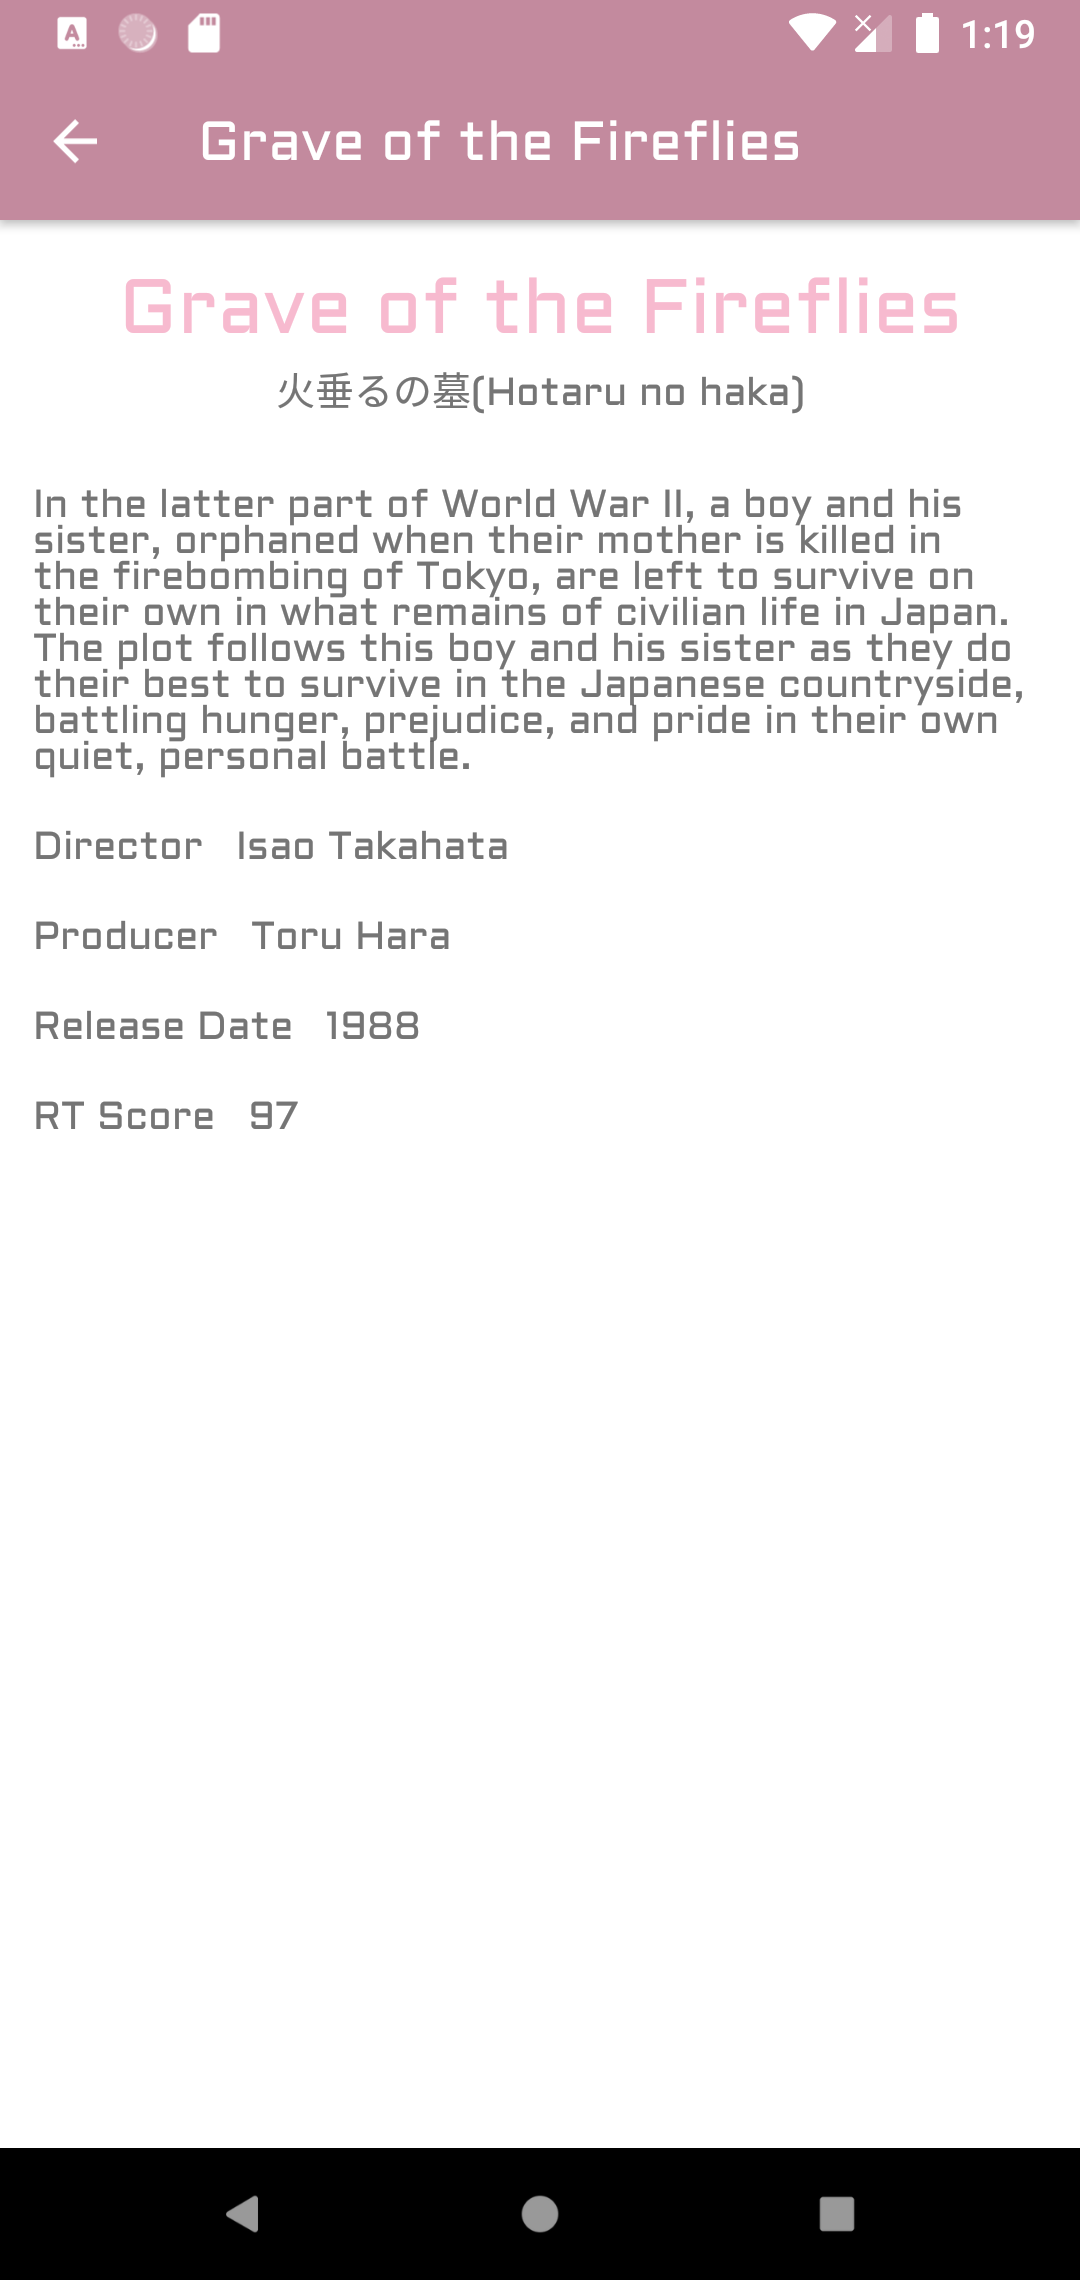 1:19
Grave of the Fireflies
Grave of the Fireflies
火垂るの墓(Hotaru no haka)
In the latter part of World War II, a boy and his
sister, orphaned when their mother is killed in
the firebombing of Tokyo, are left to survive on
their own in what remains of civilian life in Japan.
The plot follows this boy and his sister as they do
their best to survive in the Japanese countryside,
battling hunger, prejudice, and pride in their own
quiet, personal battle.
Director Isao Takahata
Producer Toru Hara
Release Date 1988
RT Score 97